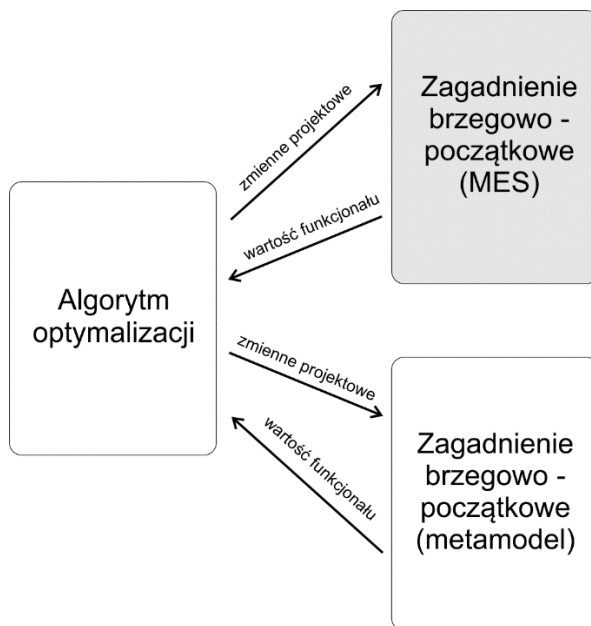 Zagadnienie
brzegowo -
początkowe
(MES)
zmienne projektowe
wartość funkcjonału
Algorytm
optymalizacji
zmienne projektowe
wartość funkcjonału
Zagadnienie
brzegowo -
początkowe
(metamodel)